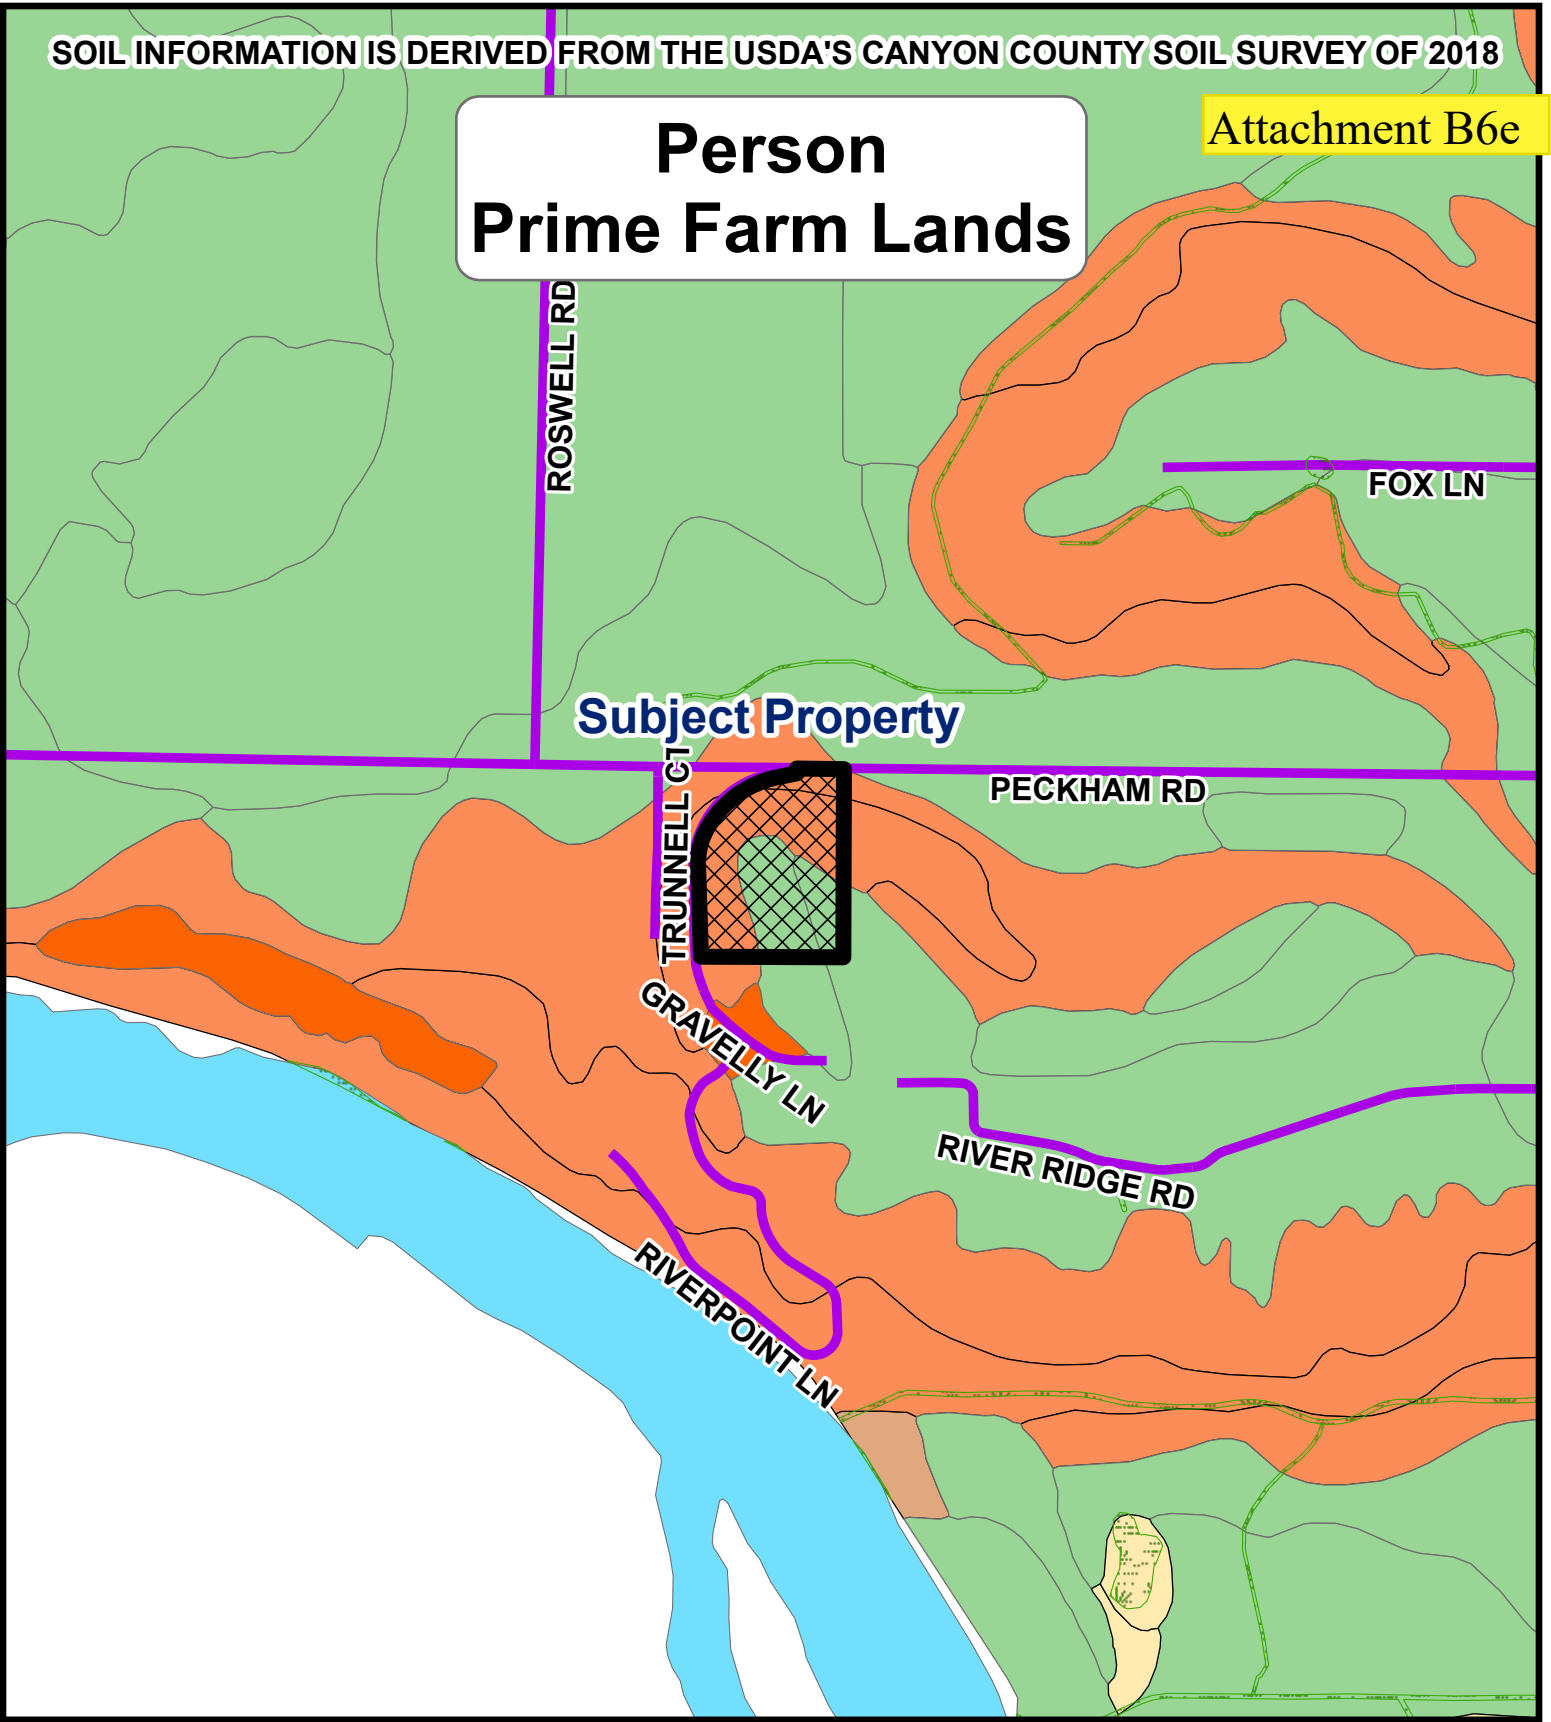 SOIL INFORMATION IS DERIVED FROM THE USDA'S CANYON COUNTY SOIL SURVEY OF 2018
Attachment B6e
Person
Prime Farm Lands
ROSWELL RD
FOX LN
Subject Property
TRUNNELL CT
PECKHAM RD
GRAVELLY LN
RIVER RIDGE RD
RIVERPOINT LN